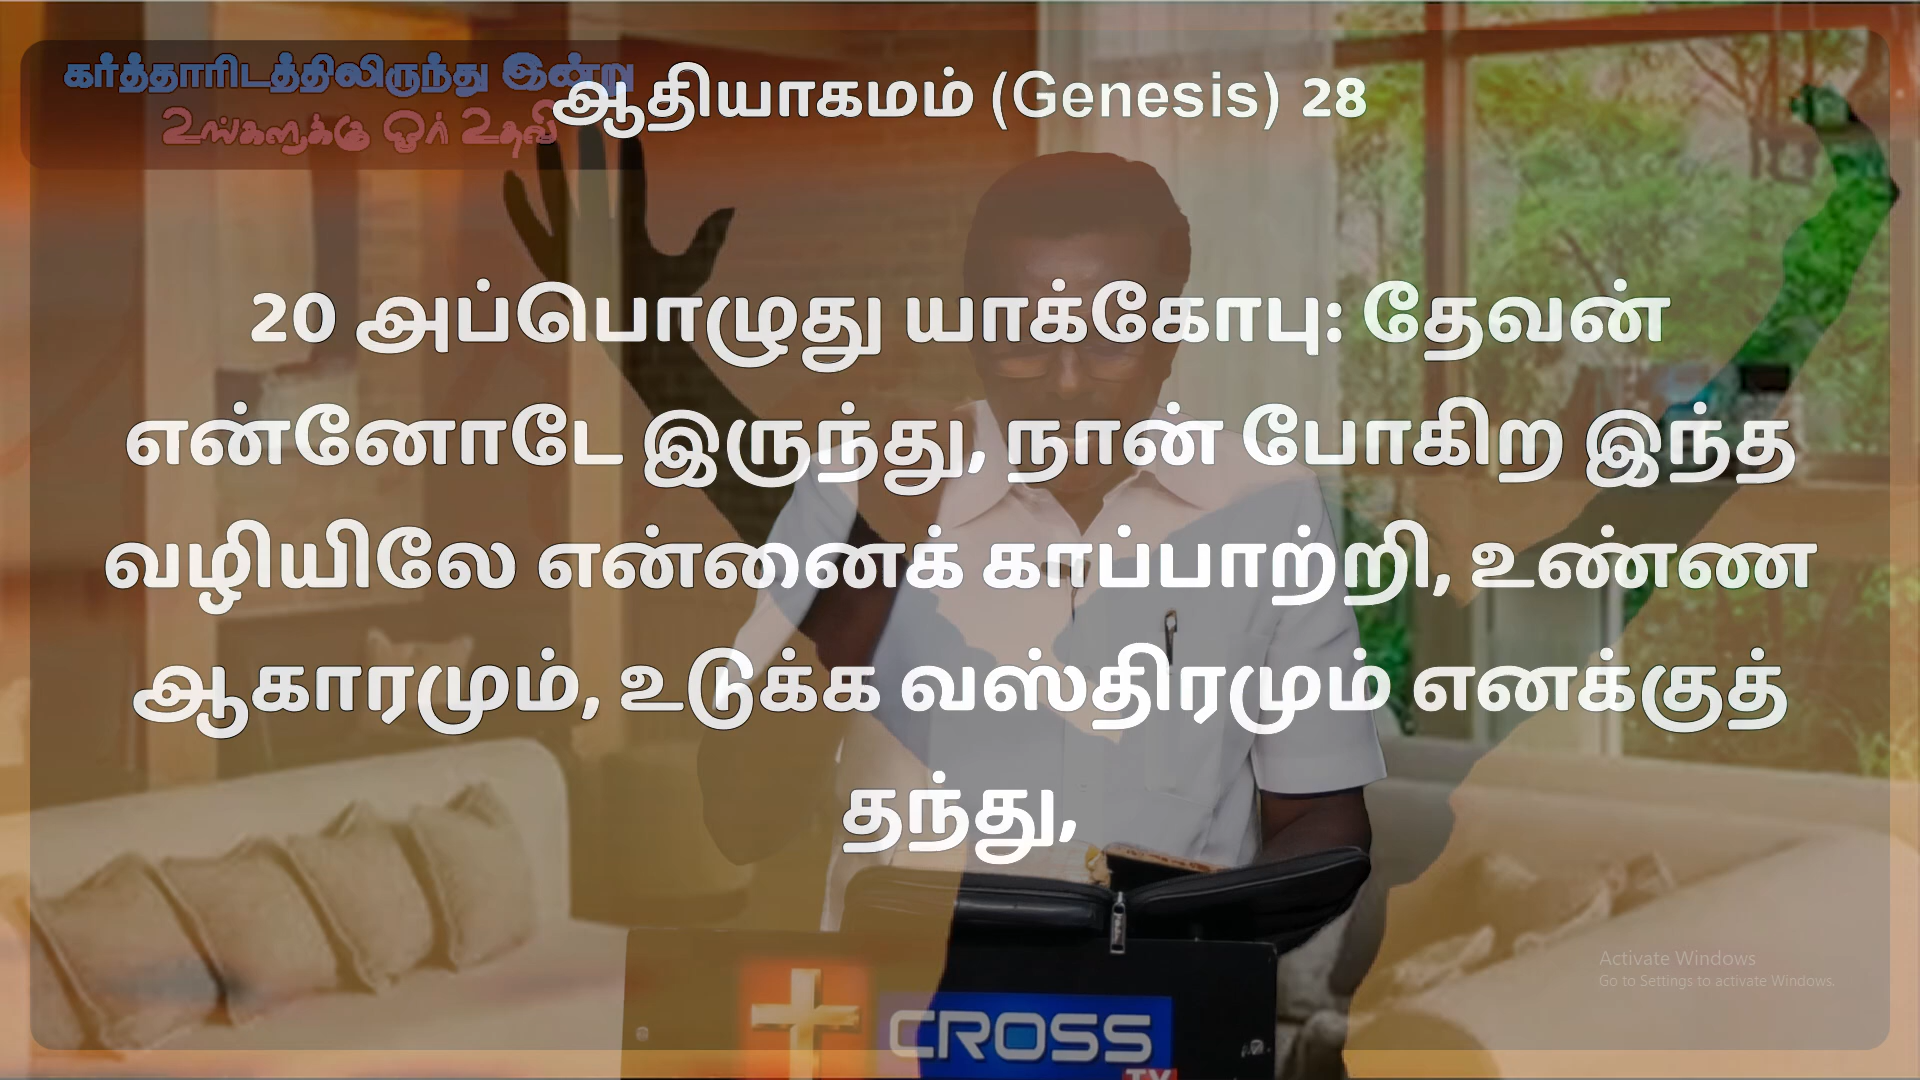 கர்த்தாரிடத்திலிருந்து இன்று
உங்களுக்கு ஓர் உதவி
ஆதியாகமம் (Genesis) 28
20 அப்பொழுது யாக்கோபு: தேவன்
என்னோடே இருந்து, நான் போகிற இந்த
வழியிலே என்னைக் காப்பாற்றி, உண்ண
ஆகாரமும், உடுக்க வஸ்திரமும் எனக்குத்
தந்து,
Activate Windows
Go to Settings to activate Windows.
CROSS
TV